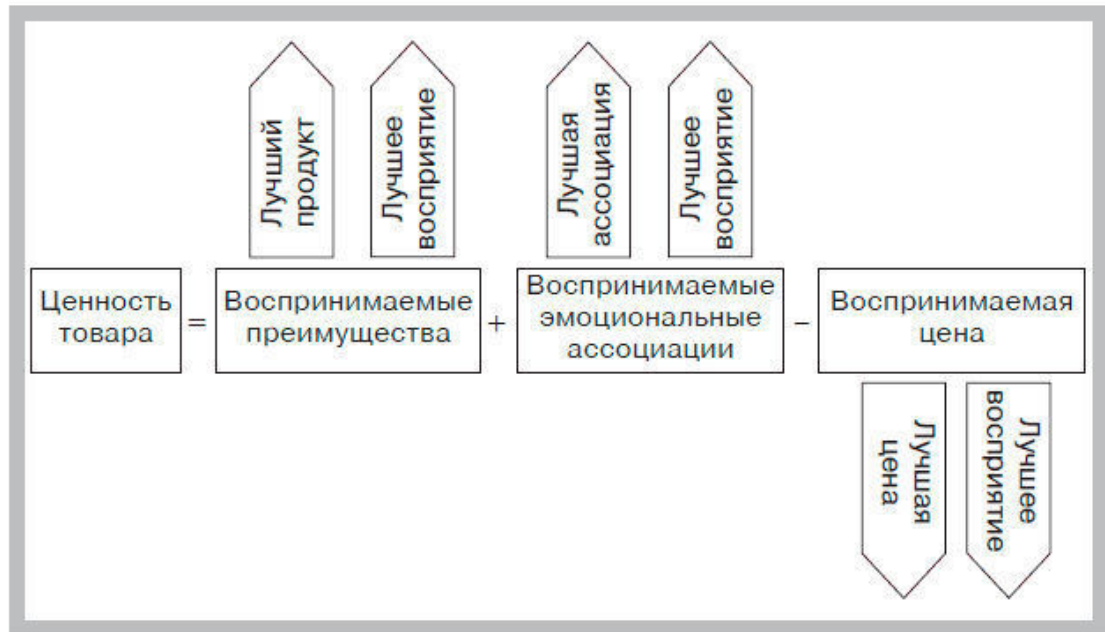 Лучший
продукт
Лучшее
восприятие
Лучшая
ассоциация
Лучшее
восприятие
Ценность
товара
=
Воспринимаемые
преимущества
+
Воспринимаемые
эмоциональные
ассоциации
–
Воспринимаемая
цена
Лучшая
цена
Лучшее
восприятие